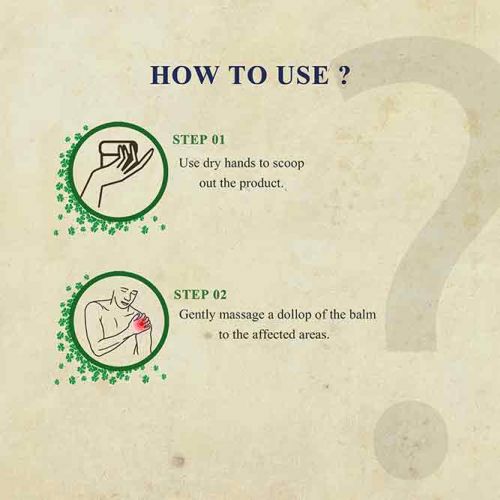 HOW TO USE ?
STEP 01
Use dry hands to scoop
out the product.
STEP 02
Gently massage a dollop of the balm
to the affected areas.